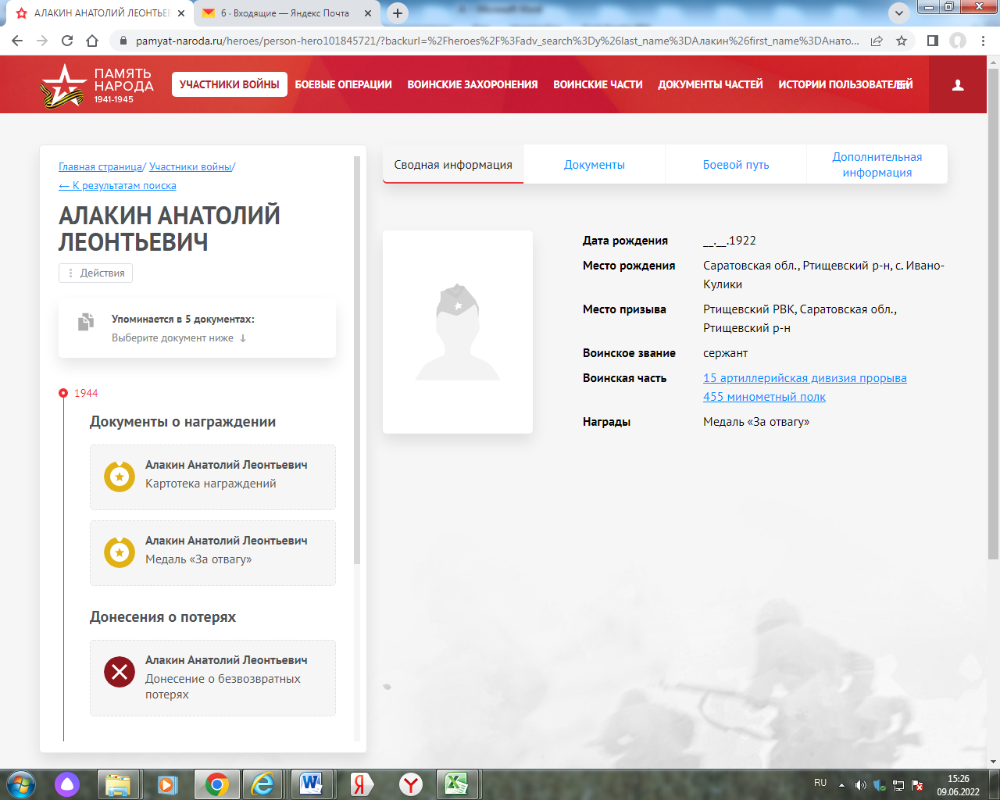 АЛАКИН АНАТОЛИЙ ЛЕОНТЬЕВ
6 · Входящие — Яндекс Почта
pamyat-naroda.ru/heroes/person-hero101845721/?backurl=%2Fheroes%2F%3Fadv_search%3Dy%26last_name%3DАлакин%26first_name%3DАнато...
ПАМЯТЬ
НАРОДА
1941-1945
УЧАСТНИКИ ВОЙНЫ
БОЕВЫЕ ОПЕРАЦИИ
ВОИНСКИЕ ЗАХОРОНЕНИЯ
ВОИНСКИЕ ЧАСТИ
ДОКУМЕНТЫ ЧАСТЕЙ
ИСТОРИИ ПОЛЬЗОВАТЕЛЕЙ
En
Главная страница/ Участники войны/
← К результатам поиска
АЛАКИН АНАТОЛИЙ
ЛЕОНТЬЕВИЧ
Действия
Упоминается в 5 документах:
Выберите документ ниже ↓
1944
Документы о награждении
Алакин Анатолий Леонтьевич
Картотека награждений
Алакин Анатолий Леонтьевич
Медаль «За отвагу»
Донесения о потерях
Алакин Анатолий Леонтьевич
Донесение о безвозвратных
потерях
Сводная информация
Документы
Боевой путь
Дополнительная
информация
Дата рождения __.__.1922
Место рождения Саратовская обл., Ртищевский р-н, с. Ивано-
Кулики
Место призыва Ртищевский РВК, Саратовская обл.,
Ртищевский р-н
Воинское звание сержант
Воинская часть 15 артиллерийская дивизия прорыва
455 минометный полк
Награды Медаль «За отвагу»
RU
15:26
09.06.2022